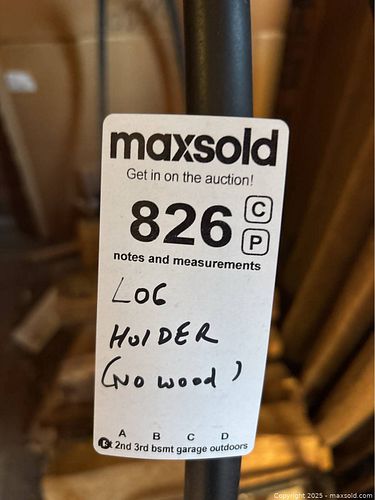 maxsold
Get in on the auction!
826 C
P
notes and measurements
LOG
HOlDER
(NO wood)
A B C D
2nd 3rd bsmt garage outdoors
Copyright 2025 - maxsold.com